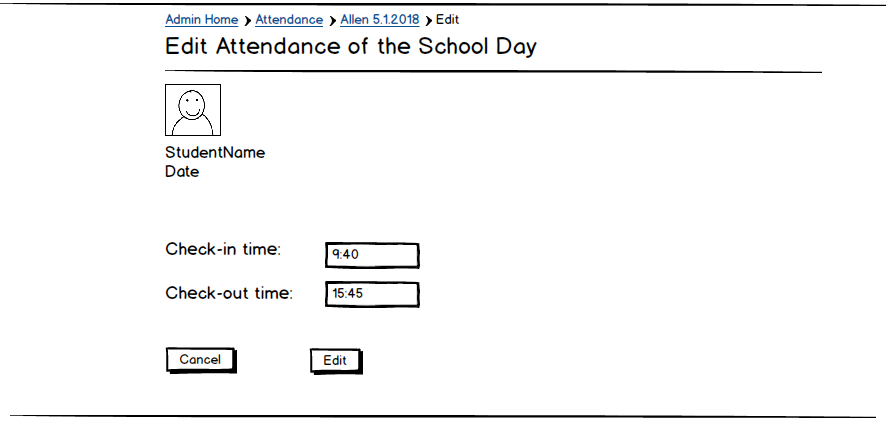 Admin Home ❯ Attendance ❯ Allen 5.1.2018 ❯ Edit
Edit Attendance of the School Day
StudentName
Date
Check-in time: 9:40
Check-out time: 15:45
Cancel Edit